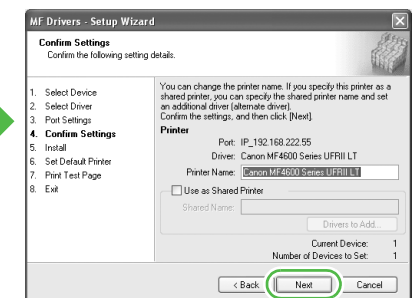 MF Drivers - Setup Wizard
Confirm Settings
Confirm the following setting details.
1. Select Device
2. Select Driver
3. Port Settings
4. Confirm Settings
5. Install
6. Set Default Printer
7. Print Test Page
8. Exit
You can change the printer name. If you specify this printer as a
shared printer, you can specify the shared printer name and set
an additional driver (alternate driver).
Confirm the settings, and then click [Next].
Printer
Port: IP_192.168.222.55
Driver: Canon MF4600 Series UFRII LT
Printer Name: Canon MF4600 Series UFRII LT
Use as Shared Printer
Shared Name:
Drivers to Add...
Current Device: 1
Number of Devices to Set: 1
< Back Next Cancel